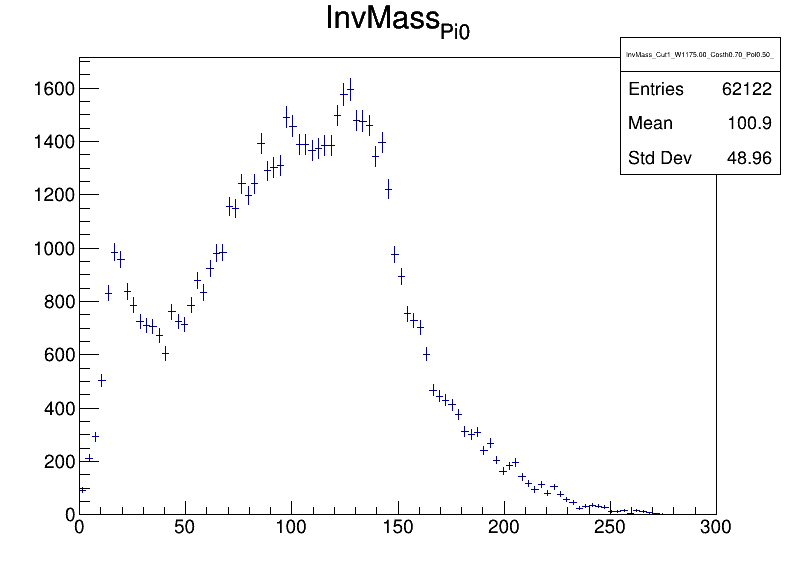 InvMass_Pi0
InvMass_Cut1_W1175.00_Costh0.70_Pol0.50_
Entries 62122
Mean 100.9
Std Dev 48.96
1600
1400
1200
1000
800
600
400
200
0
0 50 100 150 200 250 300